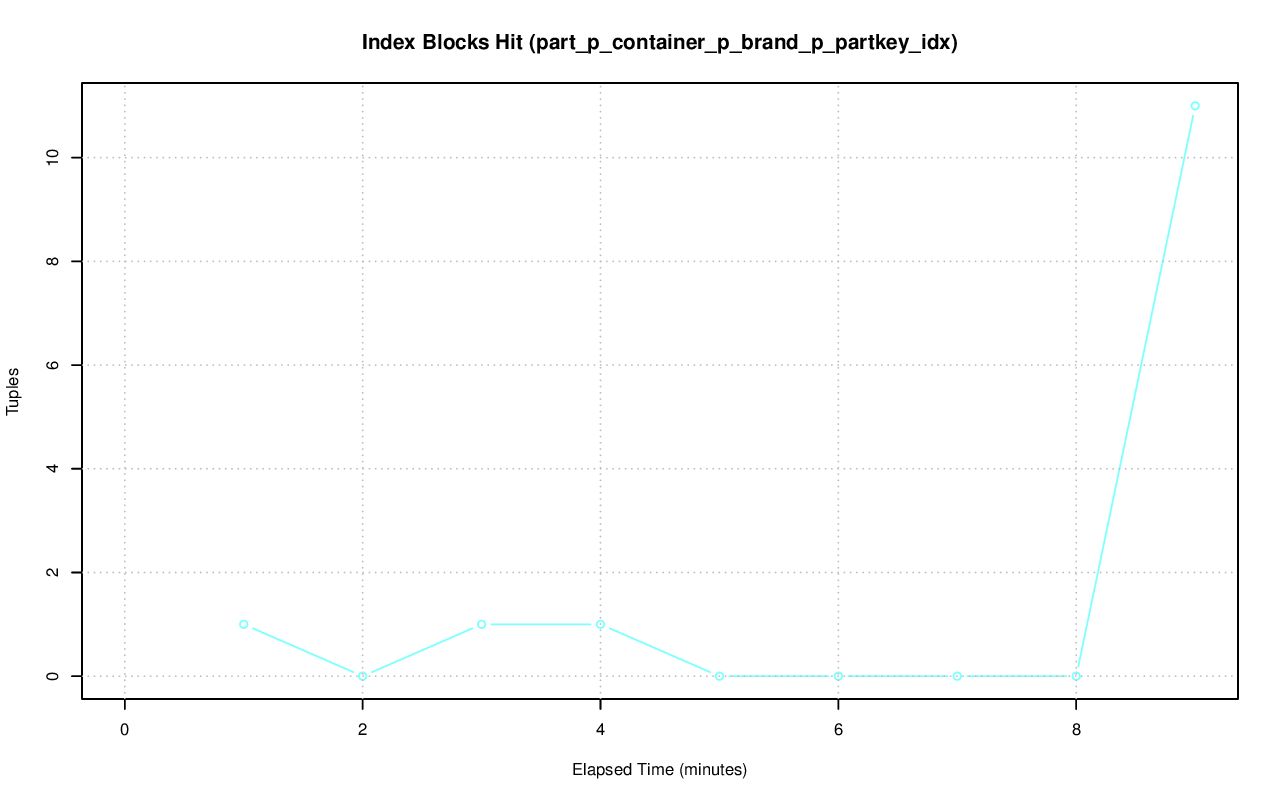 Index Blocks Hit (part_p_container_p_brand_p_partkey_idx)
10
8
6
4
2
0
Tuples
0 2 4 6 8
Elapsed Time (minutes)